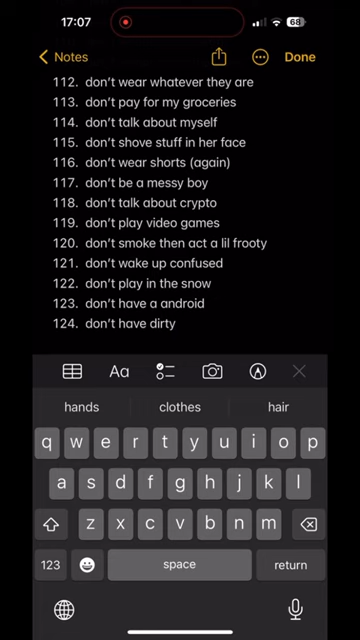 17:07
68
Notes
Done
112. don't wear whatever they are
113. don't pay for my groceries
114. don't talk about myself
115. don't shove stuff in her face
116. don't wear shorts (again)
117. don't be a messy boy
118. don't talk about crypto
119. don't play video games
120. don't smoke then act a lil frooty
121. don't wake up confused
122. don't play in the snow
123. don't have a android
124. don't have dirty
Aa
hands clothes hair
q w e r t y u i o p
a s d f g h j k l
z x c v b n m
123 space return